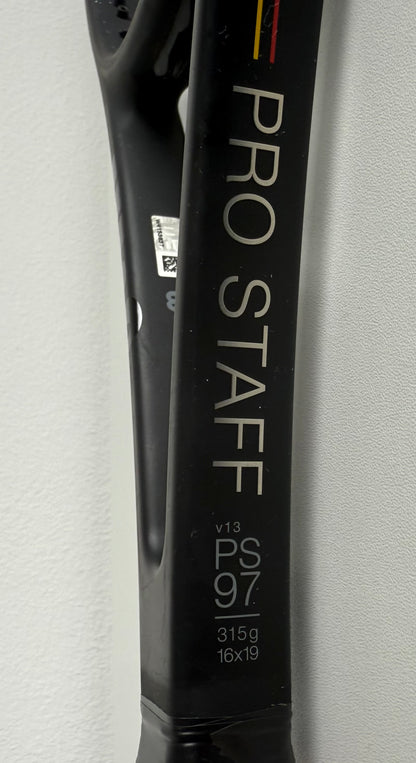 PRO STAFF
v13
PS
97
315g
16x19